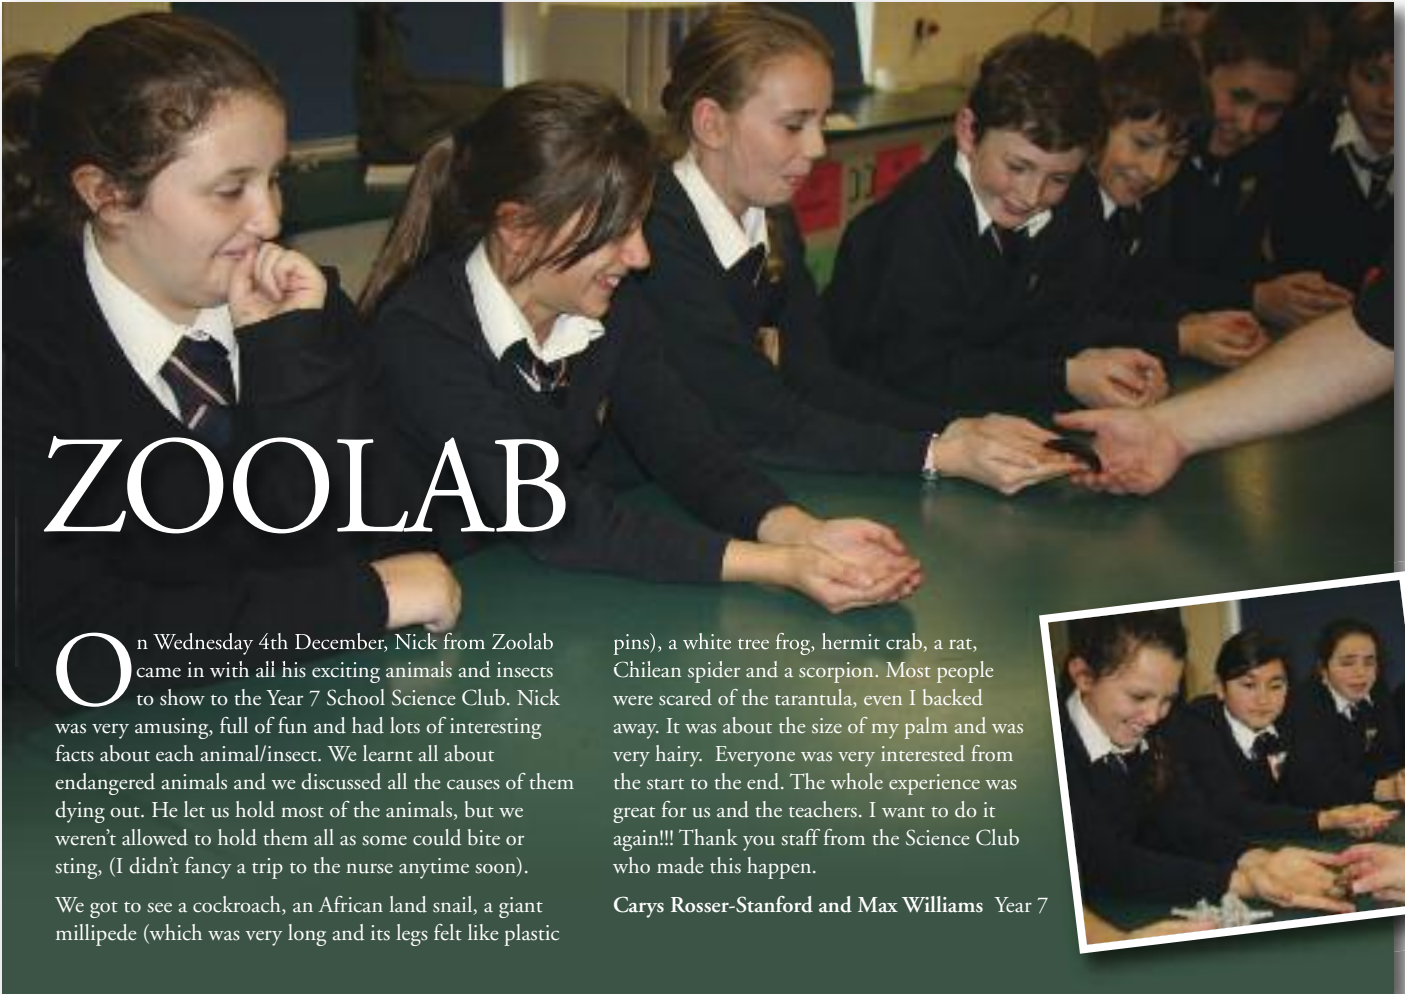 ZOOLAB
On Wednesday 4th December, Nick from Zoolab
came in with all his exciting animals and insects
to show to the Year 7 School Science Club. Nick
was very amusing, full of fun and had lots of interesting
facts about each animal/insect. We learnt all about
endangered animals and we discussed all the causes of them
dying out. He let us hold most of the animals, but we
weren't allowed to hold them all as some could bite or
sting, (I didn't fancy a trip to the nurse anytime soon).
We got to see a cockroach, an African land snail, a giant
millipede (which was very long and its legs felt like plastic
pins), a white tree frog, hermit crab, a rat,
Chilean spider and a scorpion. Most people
were scared of the tarantula, even I backed
away. It was about the size of my palm and was
very hairy.  Everyone was very interested from
the start to the end. The whole experience was
great for us and the teachers. I want to do it
again!!! Thank you staff from the Science Club
who made this happen.
Carys Rosser-Stanford and Max Williams  Year 7